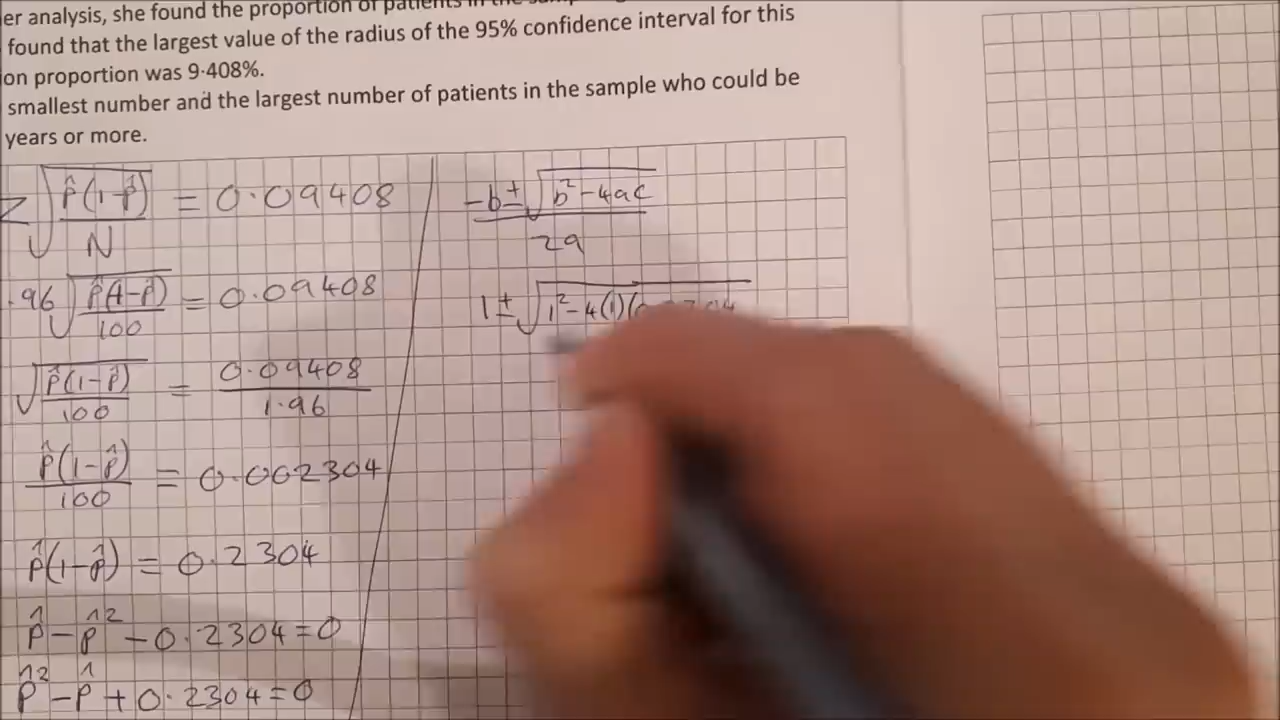 er analysis, she found the proportion of patients in the
found that the largest value of the radius of the 95% confidence interval for this
on proportion was 9·408%.
smallest number and the largest number of patients in the sample who could be
years or more.
Z√(p̂(1-p̂)/N) = 0.09408
.96√(p̂(1-p̂)/100) = 0.09408
√(p̂(1-p̂)/100) = 0.09408/1.96
p̂(1-p̂)/100 = 0.002304
p̂(1-p̂) = 0.2304
p̂ - p̂² - 0.2304 = 0
p̂² - p̂ + 0.2304 = 0
-b ± √(b² - 4ac)
2a
1 ± √(1² - 4(1)(